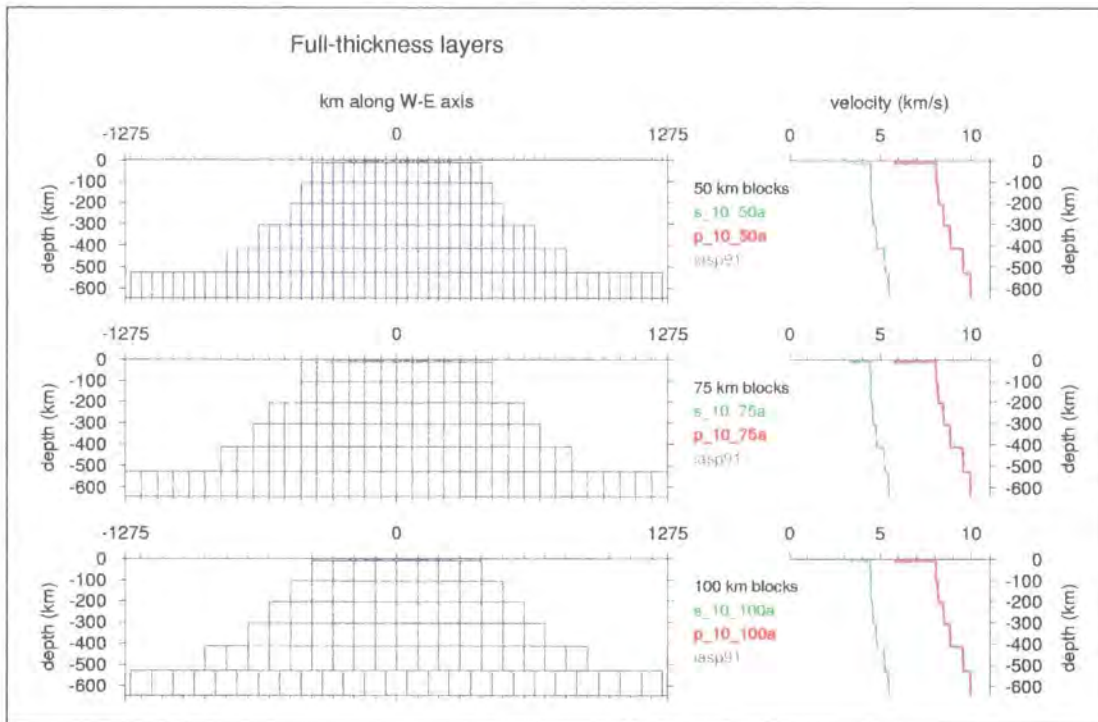 Full-thickness layers
km along W-E axis
velocity (km/s)
-1275 0 1275 0 5 10
depth (km)
0
-100
-200
-300
-400
-500
-600
50 km blocks
s_10_50a
p_10_50a
iasp91
0
-100
-200
-300
-400
-500
-600
depth (km)
-1275 0 1275 0 5 10
depth (km)
0
-100
-200
-300
-400
-500
-600
75 km blocks
s_10_75a
p_10_75a
iasp91
0
-100
-200
-300
-400
-500
-600
depth (km)
-1275 0 1275 0 5 10
depth (km)
0
-100
-200
-300
-400
-500
-600
100 km blocks
s_10_100a
p_10_100a
iasp91
0
-100
-200
-300
-400
-500
-600
depth (km)